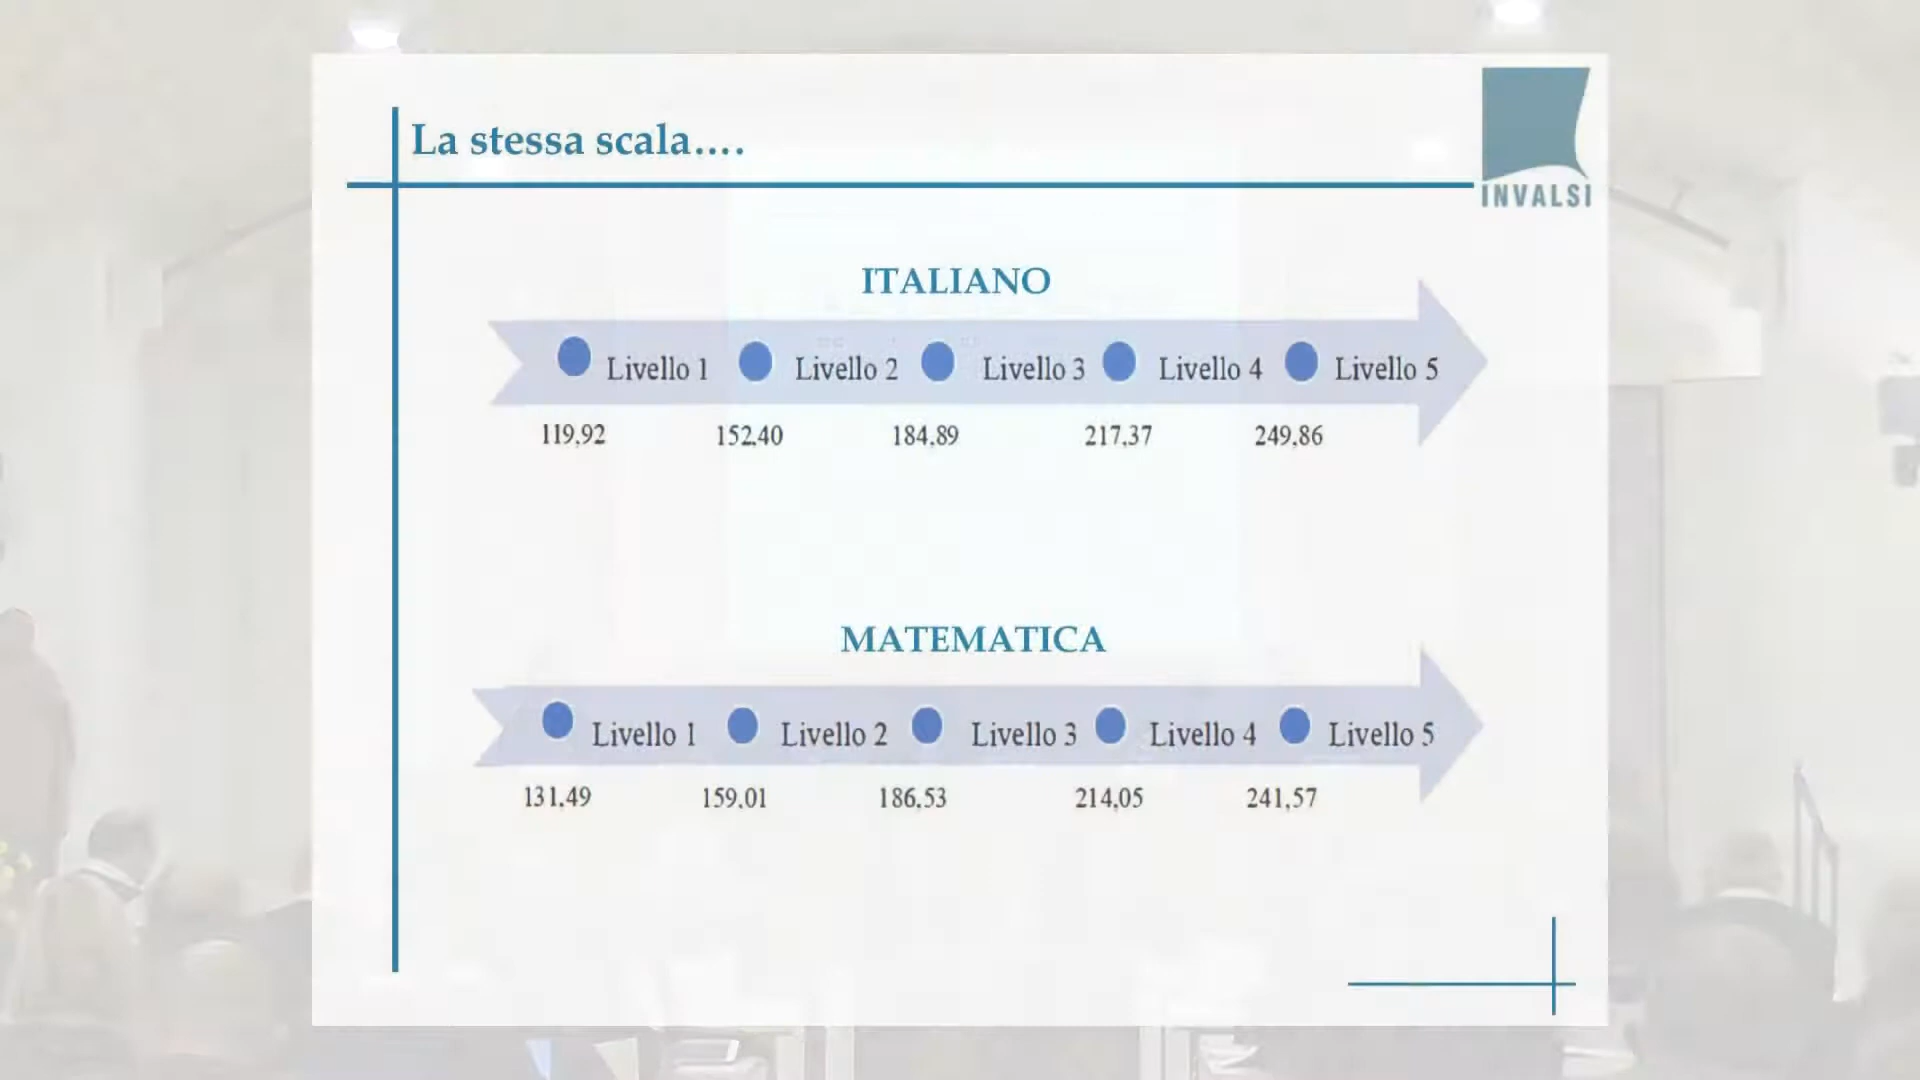 La stessa scala....
INVALSI
ITALIANO
Livello 1 Livello 2 Livello 3 Livello 4 Livello 5
119,92 152,40 184,89 217,37 249,86
MATEMATICA
Livello 1 Livello 2 Livello 3 Livello 4 Livello 5
131,49 159,01 186,53 214,05 241,57